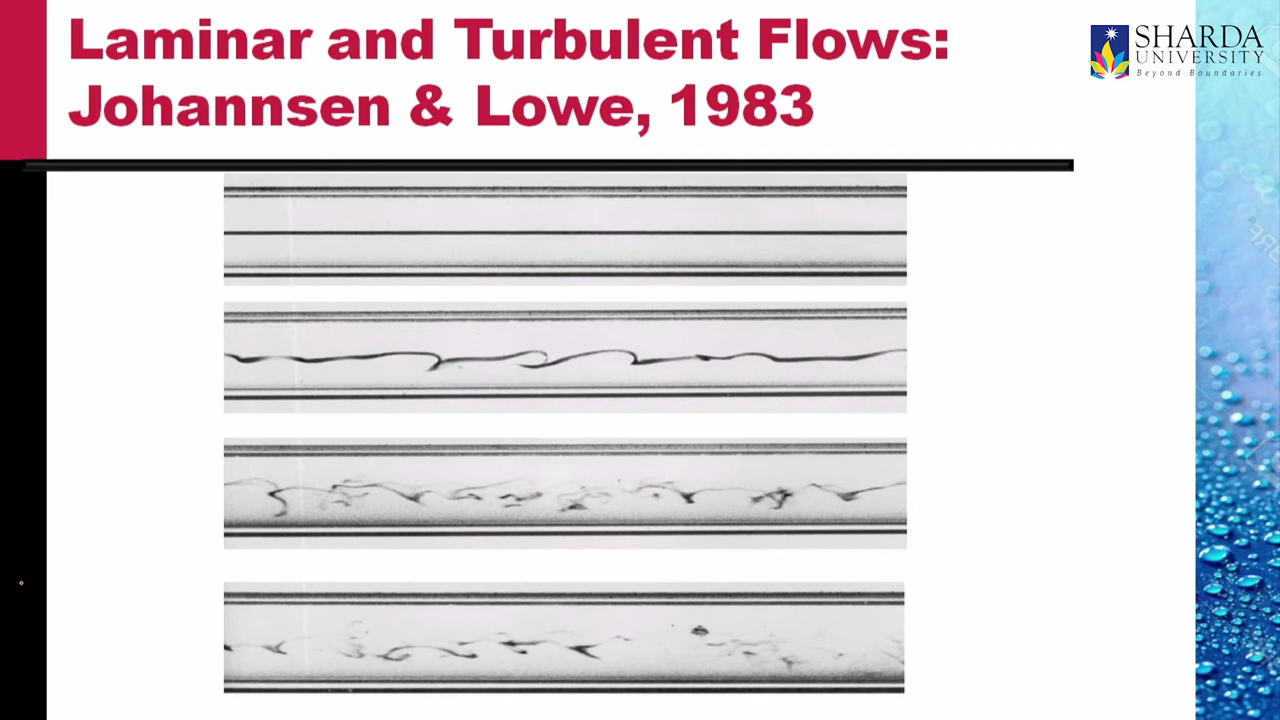 Laminar and Turbulent Flows:
Johannsen & Lowe, 1983
SHARDA
UNIVERSITY
Beyond Boundaries